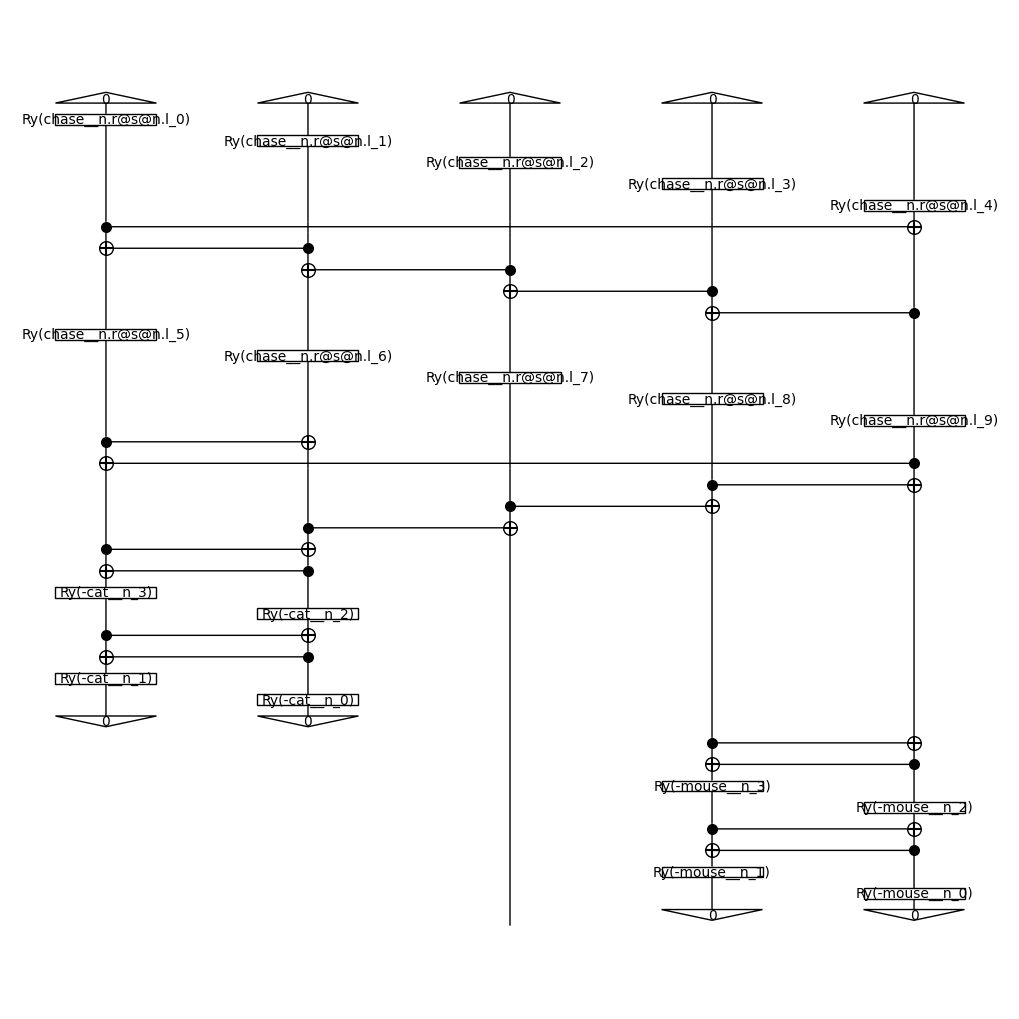 0 0 0 0 0
Ry(chase__n.r@s@n.l_0)
Ry(chase__n.r@s@n.l_1)
Ry(chase__n.r@s@n.l_2)
Ry(chase__n.r@s@n.l_3)
Ry(chase__n.r@s@n.l_4)
Ry(chase__n.r@s@n.l_5)
Ry(chase__n.r@s@n.l_6)
Ry(chase__n.r@s@n.l_7)
Ry(chase__n.r@s@n.l_8)
Ry(chase__n.r@s@n.l_9)
Ry(-cat__n_3)
Ry(-cat__n_2)
Ry(-cat__n_1)
Ry(-cat__n_0)
0 0
Ry(-mouse__n_3)
Ry(-mouse__n_2)
Ry(-mouse__n_1)
Ry(-mouse__n_0)
0 0